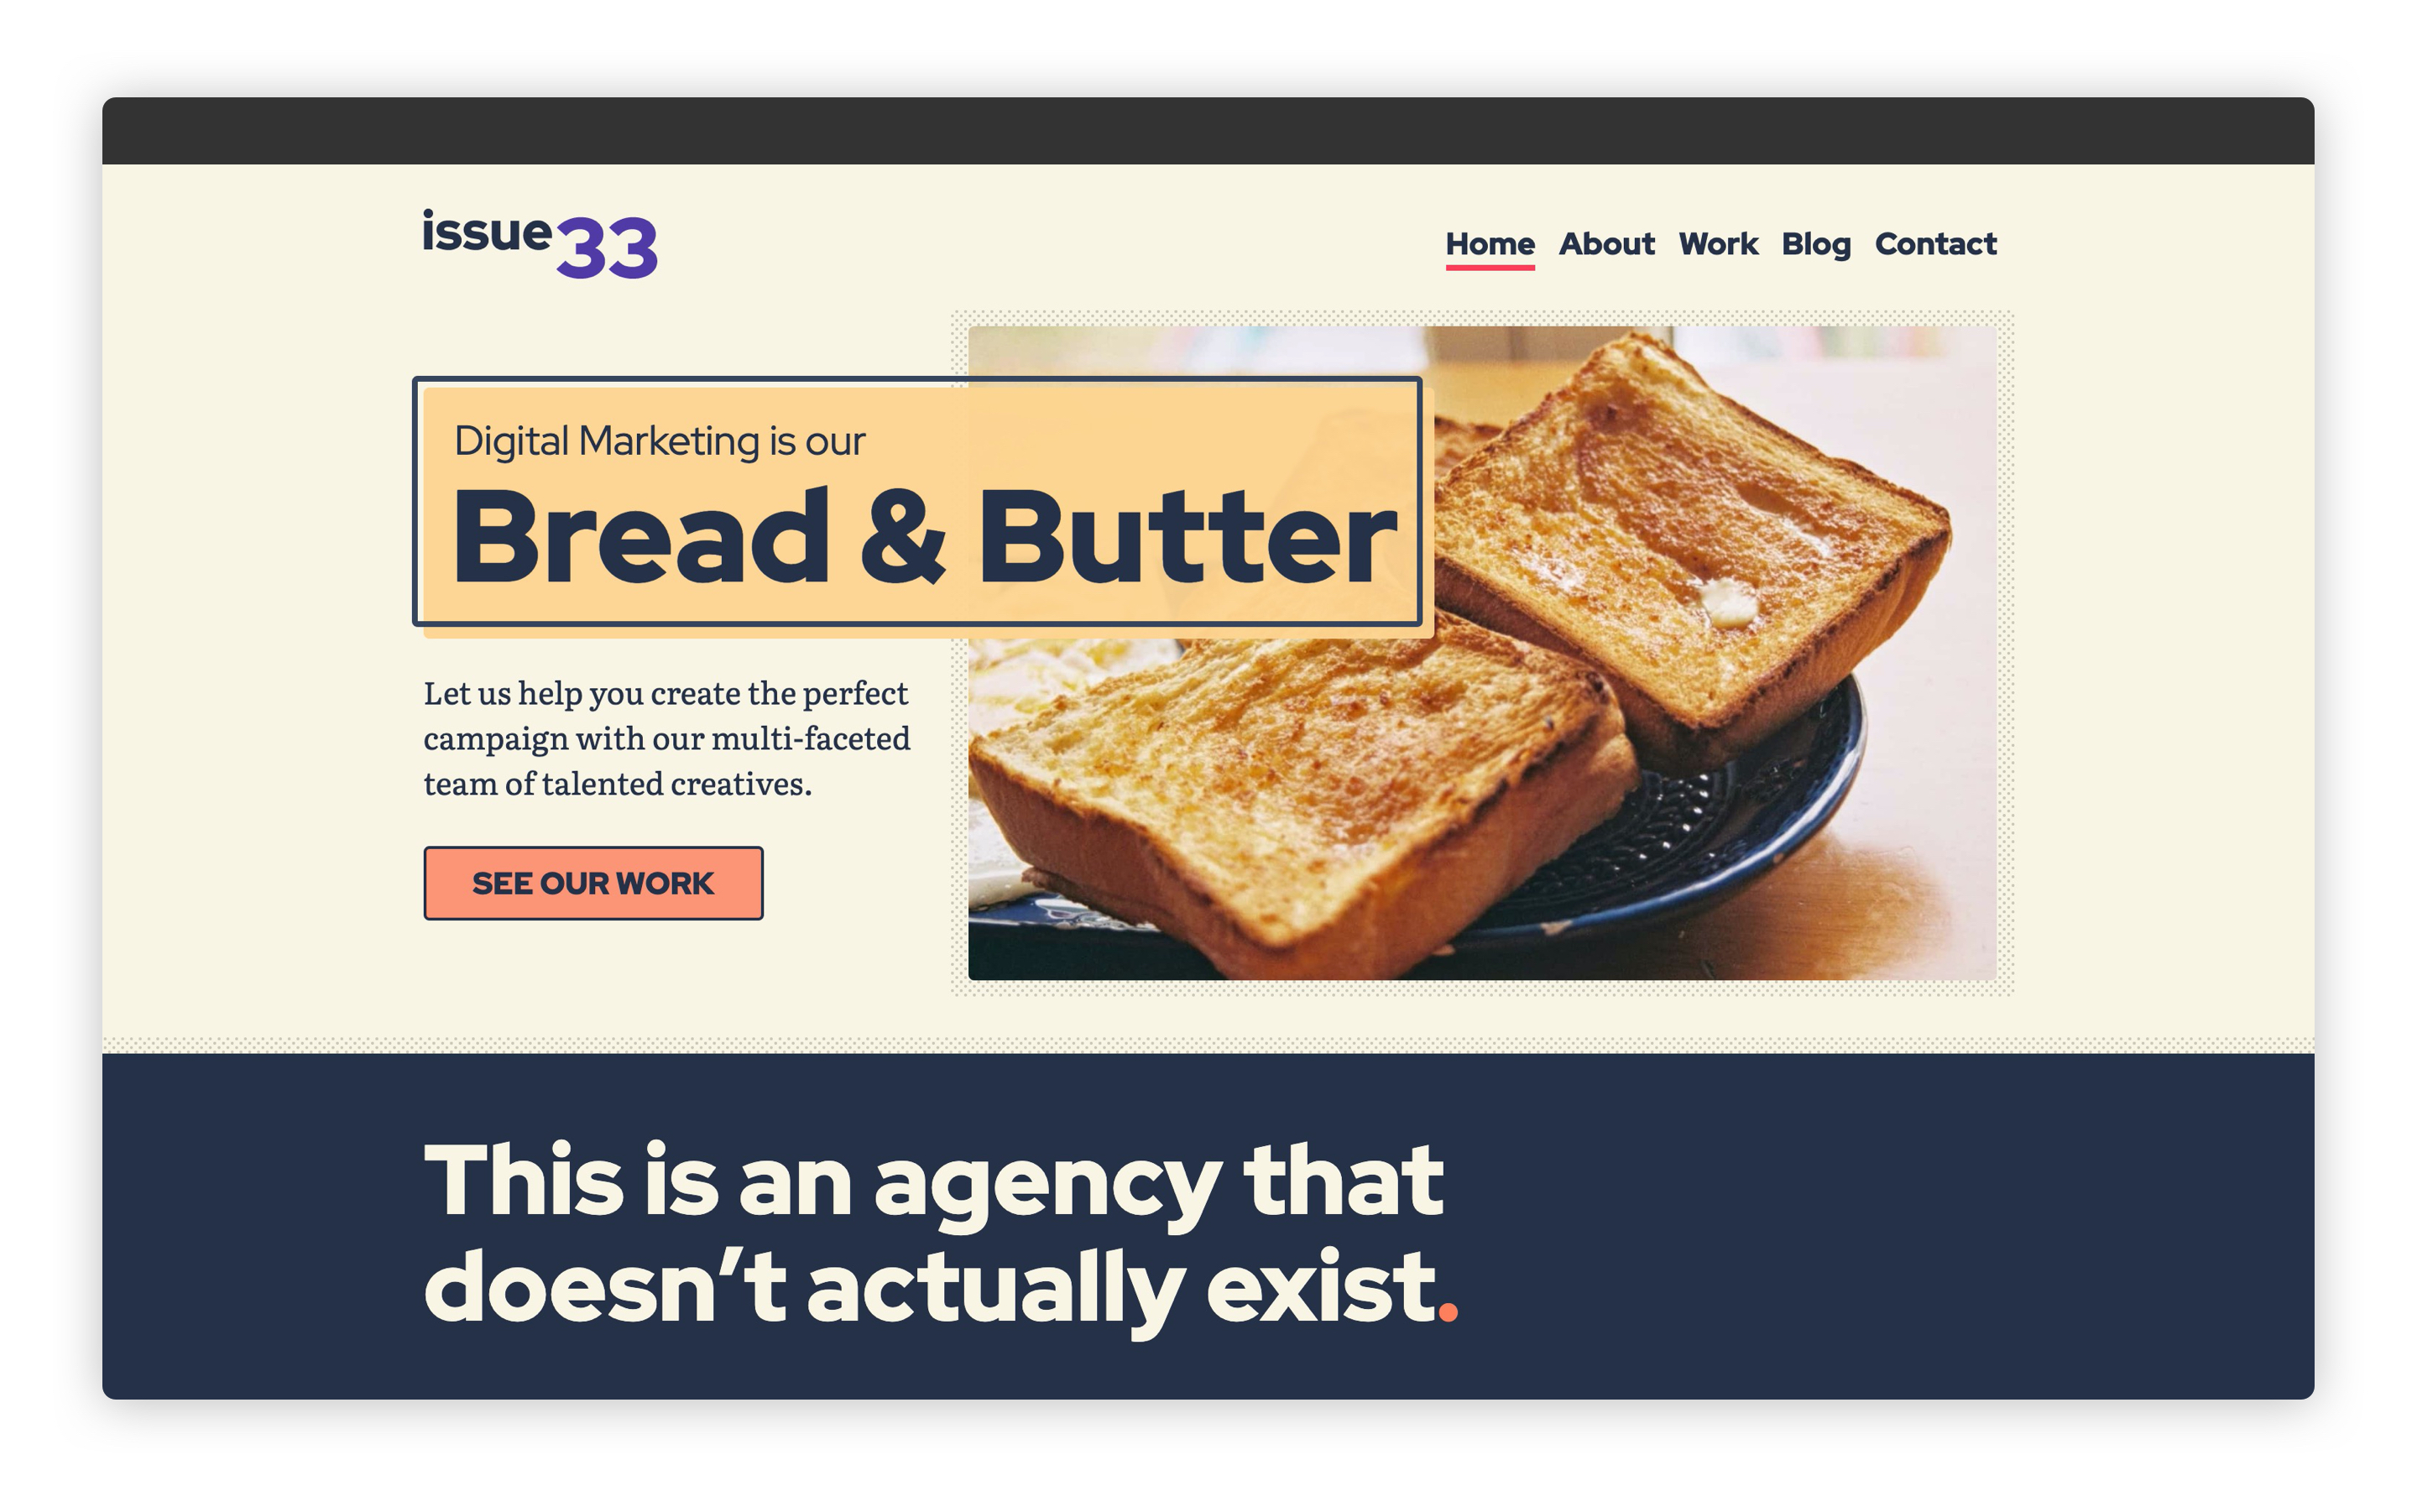 issue33
Home About Work Blog Contact
Digital Marketing is our
Bread & Butter
Let us help you create the perfect
campaign with our multi-faceted
team of talented creatives.
SEE OUR WORK
This is an agency that
doesn’t actually exist.